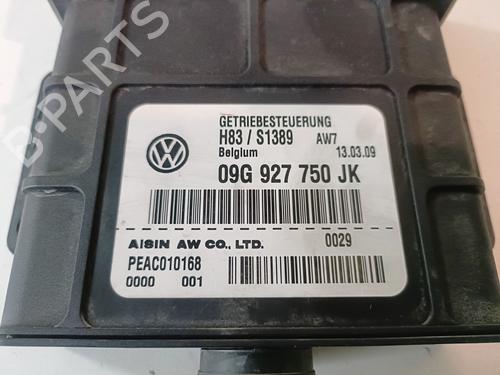 B-PARTS
GETRIEBESTEUERUNG
H83 / S1389 AW7
Belgium 13.03.09
09G 927 750 JK
AISIN AW CO., LTD. 0029
PEAC010168
0000 001